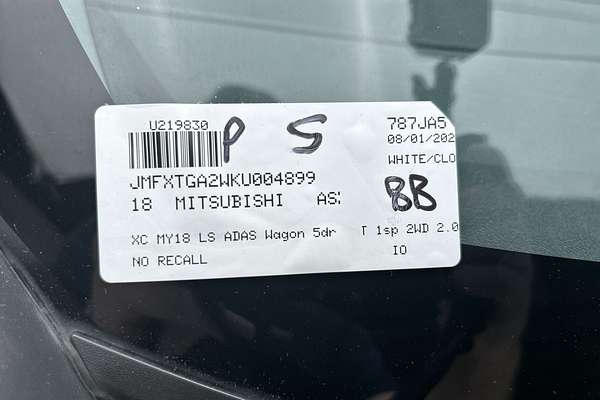 U219830 P S 787JA5
08/01/202
WHITE/CLO
JMFXTGA2WKU004899
18 MITSUBISHI AS 8B
XC MY18 LS ADAS Wagon 5dr T 1sp 2WD 2.0
NO RECALL IO